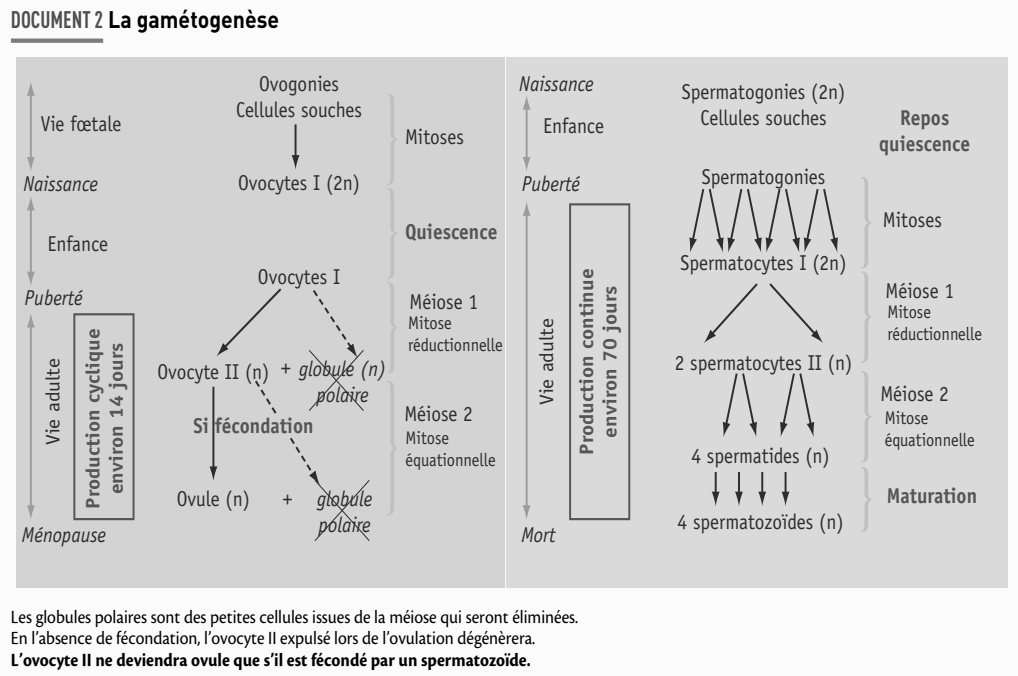 DOCUMENT 2 La gamétogenèse
Ovogonies
Cellules souches
Vie fœtale
Mitoses
Naissance
Ovocytes I (2n)
Enfance
Quiescence
Ovocytes I
Puberté
Méiose 1
Mitose
réductionnelle
Vie adulte
Production cyclique
environ 14 jours
Ovocyte II (n) + globule (n)
polaire
Si fécondation
Méiose 2
Mitose
équationnelle
Ovule (n) + globule
polaire
Ménopause
Naissance
Spermatogonies (2n)
Cellules souches
Repos
quiescence
Enfance
Puberté
Spermatogonies
Mitoses
Spermatocytes I (2n)
Vie adulte
Production continue
environ 70 jours
Méiose 1
Mitose
réductionnelle
2 spermatocytes II (n)
Méiose 2
Mitose
équationnelle
4 spermatides (n)
Maturation
4 spermatozoïdes (n)
Mort
Les globules polaires sont des petites cellules issues de la méiose qui seront éliminées.
En l'absence de fécondation, l'ovocyte II expulsé lors de l'ovulation dégénèrera.
L'ovocyte II ne deviendra ovule que s'il est fécondé par un spermatozoïde.